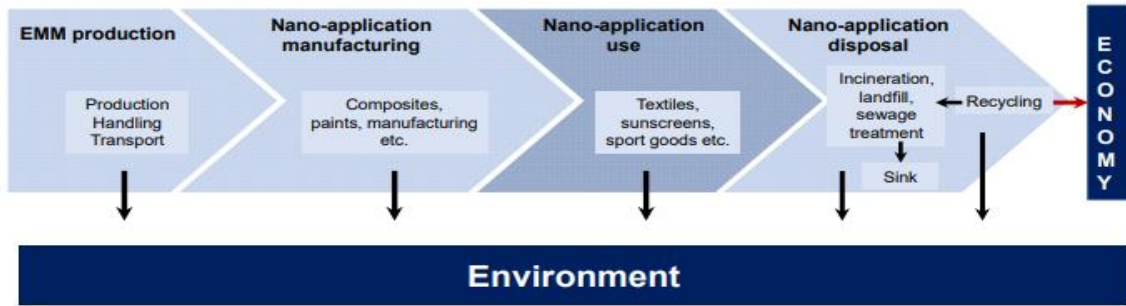 EMM production
Nano-application
manufacturing
Nano-application
use
Nano-application
disposal
Production
Handling
Transport
Composites,
paints, manufacturing
etc.
Textiles,
sunscreens,
sport goods etc.
Incineration,
landfill,
sewage
treatment
Recycling
Sink
E
C
O
N
O
M
Y
Environment